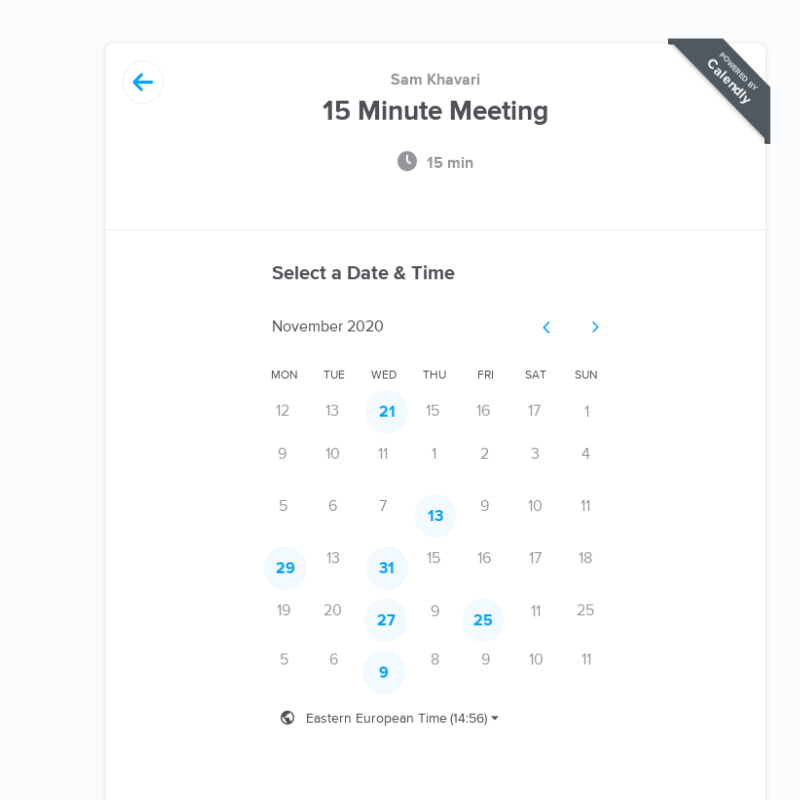 Sam Khavari
15 Minute Meeting
POWERED BY
Calendly
15 min
Select a Date & Time
November 2020
MON TUE WED THU FRI SAT SUN
12 13 21 15 16 17 1
9 10 11 1 2 3 4
5 6 7 13 9 10 11
29 13 31 15 16 17 18
19 20 27 9 25 11 25
5 6 9 8 9 10 11
Eastern European Time (14:56)